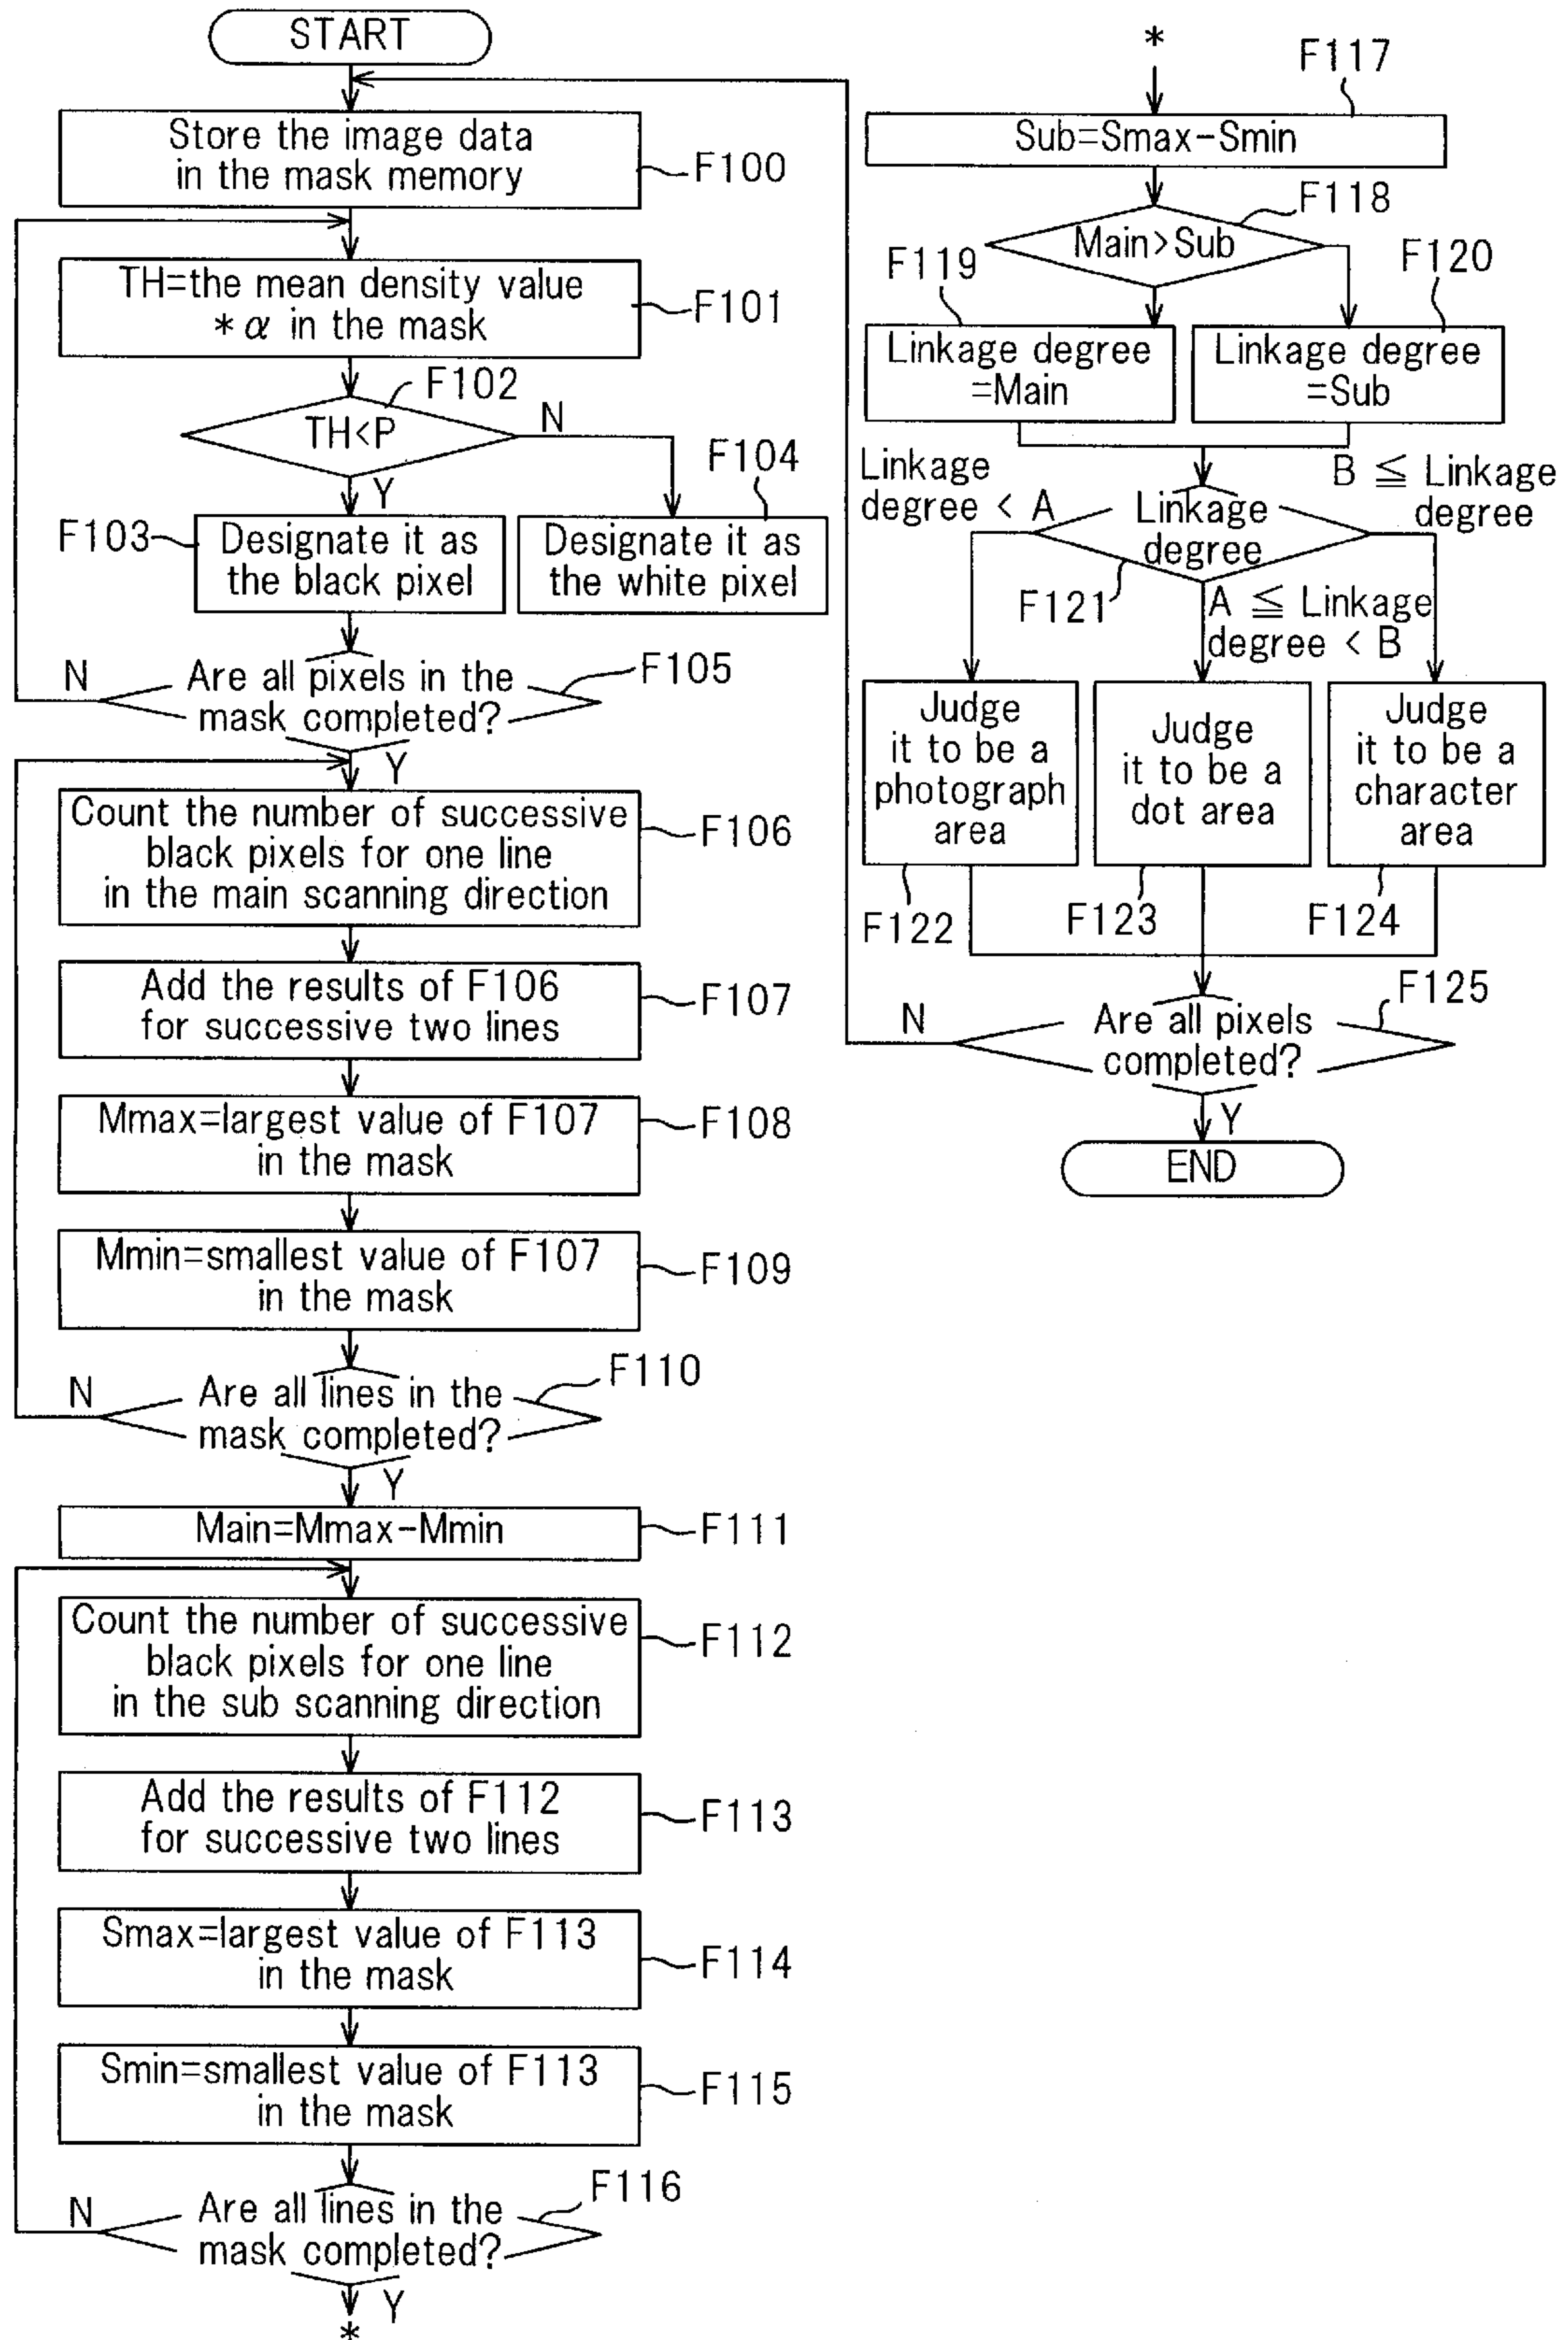 START
Store the image data
in the mask memory
F100
TH=the mean density value
*α in the mask
F101
F102
TH<P
N
Y
F104
F103
Designate it as
the black pixel
Designate it as
the white pixel
N
Are all pixels in the
mask completed?
F105
Y
Count the number of successive
black pixels for one line
in the main scanning direction
F106
Add the results of F106
for successive two lines
F107
Mmax=largest value of F107
in the mask
F108
Mmin=smallest value of F107
in the mask
F109
N
Are all lines in the
mask completed?
F110
Y
Main=Mmax-Mmin
F111
Count the number of successive
black pixels for one line
in the sub scanning direction
F112
Add the results of F112
for successive two lines
F113
Smax=largest value of F113
in the mask
F114
Smin=smallest value of F113
in the mask
F115
N
Are all lines in the
mask completed?
F116
Y
*
*
F117
Sub=Smax-Smin
F118
Main>Sub
F119
F120
Linkage degree
=Main
Linkage degree
=Sub
Linkage
degree < A
B ≦ Linkage
degree
Linkage
degree
F121
A ≦ Linkage
degree < B
Judge
it to be a
photograph
area
Judge
it to be a
dot area
Judge
it to be a
character
area
F122
F123
F124
F125
N
Are all pixels
completed?
Y
END